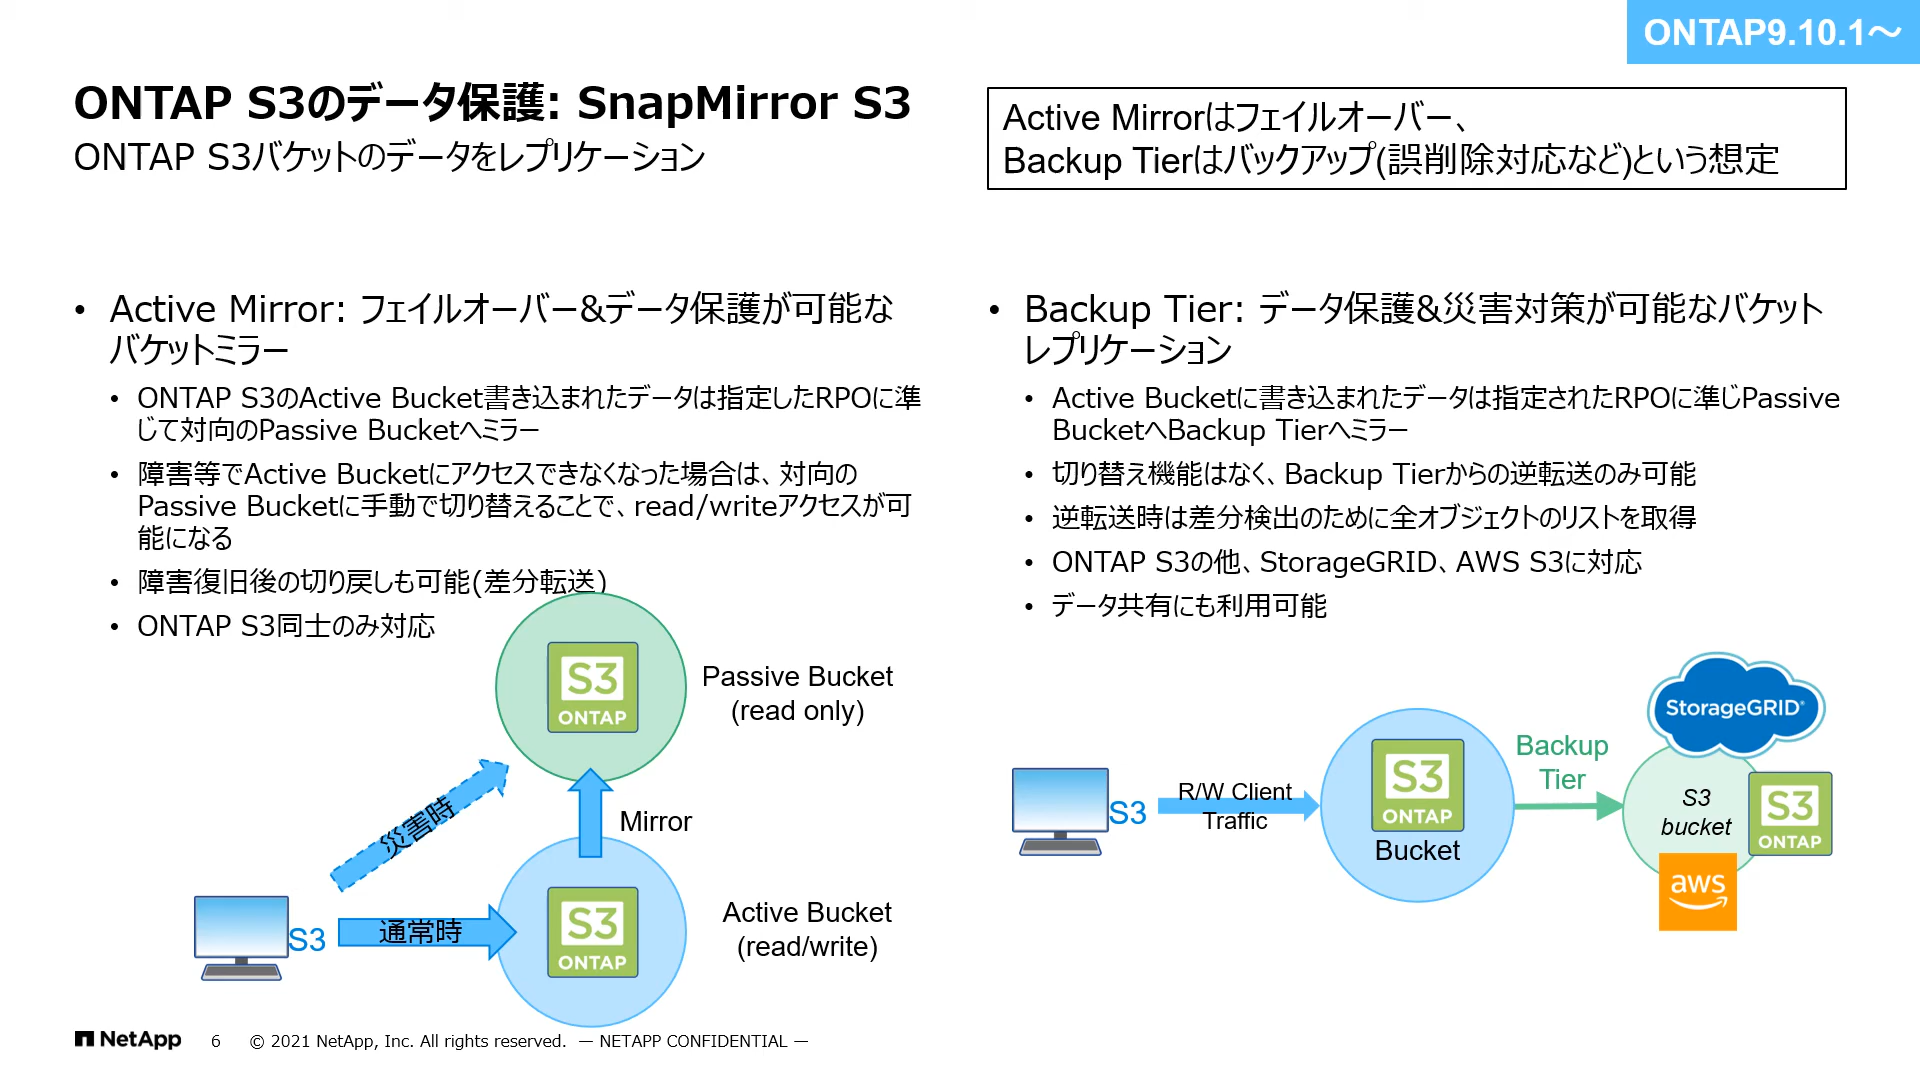 ONTAP9.10.1～
ONTAP S3のデータ保護: SnapMirror S3
ONTAP S3バケットのデータをレプリケーション
Active Mirrorはフェイルオーバー、
Backup Tierはバックアップ(誤削除対応など)という想定
• Active Mirror: フェイルオーバー&データ保護が可能な
バケットミラー
• ONTAP S3のActive Bucket書き込まれたデータは指定したRPOに準
じて対向のPassive Bucketへミラー
• 障害等でActive Bucketにアクセスできなくなった場合は、対向の
Passive Bucketに手動で切り替えることで、read/writeアクセスが可
能になる
• 障害復旧後の切り戻しも可能(差分転送)
• ONTAP S3同士のみ対応
S3
ONTAP
Passive Bucket
(read only)
災害時
Mirror
S3
通常時
S3
ONTAP
Active Bucket
(read/write)
• Backup Tier: データ保護&災害対策が可能なバケット
レプリケーション
• Active Bucketに書き込まれたデータは指定されたRPOに準じPassive
BucketへBackup Tierへミラー
• 切り替え機能はなく、Backup Tierからの逆転送のみ可能
• 逆転送時は差分検出のために全オブジェクトのリストを取得
• ONTAP S3の他、StorageGRID、AWS S3に対応
• データ共有にも利用可能
S3
R/W Client
Traffic
S3
ONTAP
Bucket
Backup
Tier
StorageGRID
S3
bucket
S3
ONTAP
aws
NetApp 6 © 2021 NetApp, Inc. All rights reserved. — NETAPP CONFIDENTIAL —